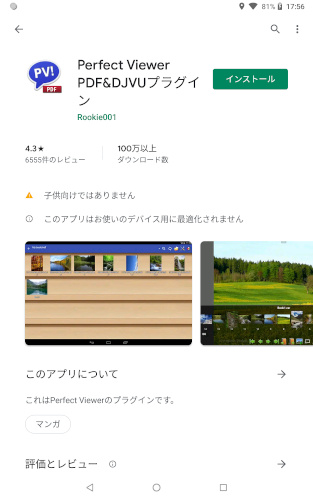 81% 17:56
PV!
PDF
Perfect Viewer
PDF&DJVUプラグイ
ン
インストール
Rookie001
4.3★
100万以上
6555件のレビュー
ダウンロード数
子供向けではありません
このアプリはお使いのデバイス用に最適化されません
このアプリについて
これはPerfect Viewerのプラグインです。
マンガ
評価とレビュー